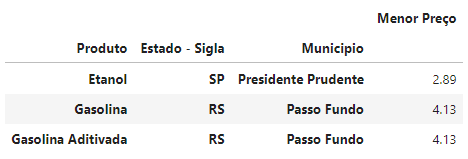 Menor Preço
Produto Estado - Sigla Municipio
Etanol SP Presidente Prudente 2.89
Gasolina RS Passo Fundo 4.13
Gasolina Aditivada RS Passo Fundo 4.13